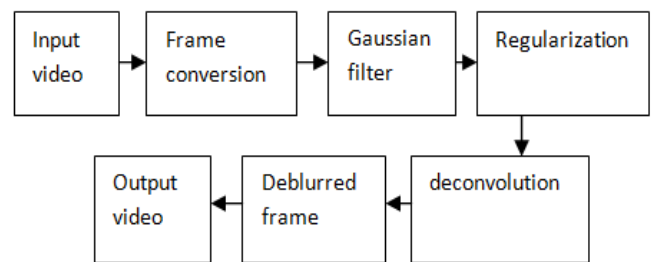 Input
video
Frame
conversion
Gaussian
filter
Regularization
deconvolution
Deblurred
frame
Output
video